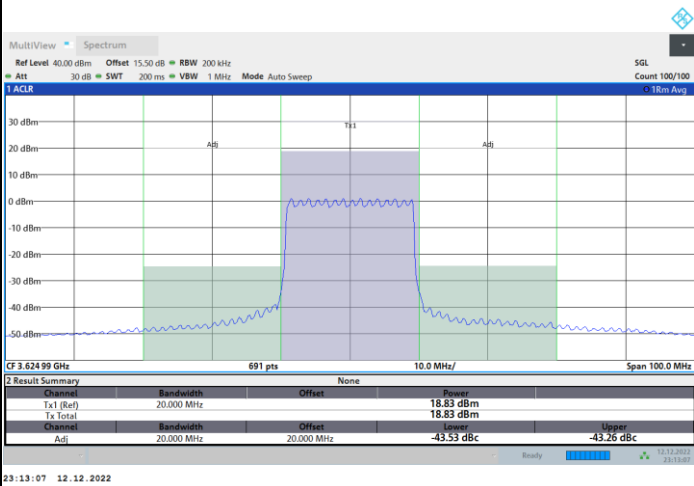 MultiView Spectrum
Ref Level 40.00 dBm Offset 15.50 dB RBW 200 kHz SGL
Att 30 dB SWT 200 ms VBW 1 MHz Mode Auto Sweep Count 100/100
1 ACLR 1Rm Avg
30 dBm
Tx1
20 dBm
Adj Adj
10 dBm
0 dBm
-10 dBm
-20 dBm
-30 dBm
-40 dBm
-50 dBm
CF 3.624 99 GHz 691 pts 10.0 MHz/ Span 100.0 MHz
2 Result Summary None
Channel Bandwidth Offset Power
Tx1 (Ref) 20.000 MHz 18.83 dBm
Tx Total 18.83 dBm
Channel Bandwidth Offset Lower Upper
Adj 20.000 MHz 20.000 MHz -43.53 dBc -43.26 dBc
Ready 12.12.2022
23:13:07
23:13:07 12.12.2022